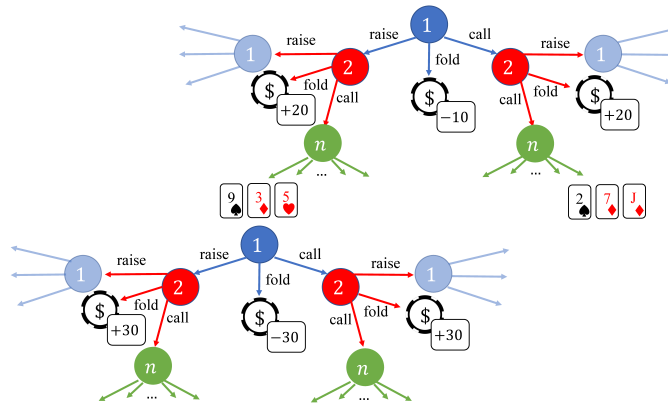 1
raise
call
raise
1
2
fold
2
raise
1
$
+20
fold
call
$
-10
call
fold
$
+20
n
...
n
...
9
3
5
2
7
J
1
raise
call
raise
1
2
fold
2
raise
1
$
+30
fold
call
$
-30
call
fold
$
+30
n
...
n
...